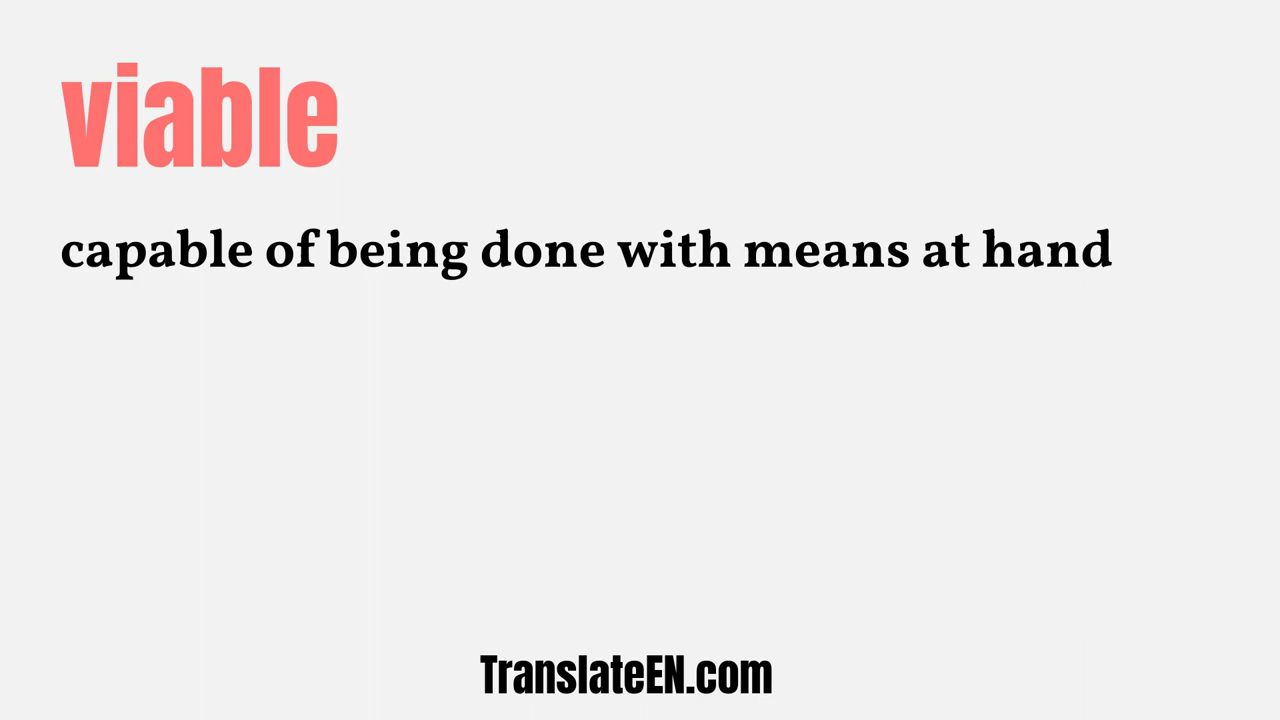 viable
capable of being done with means at hand
TranslateEN.com